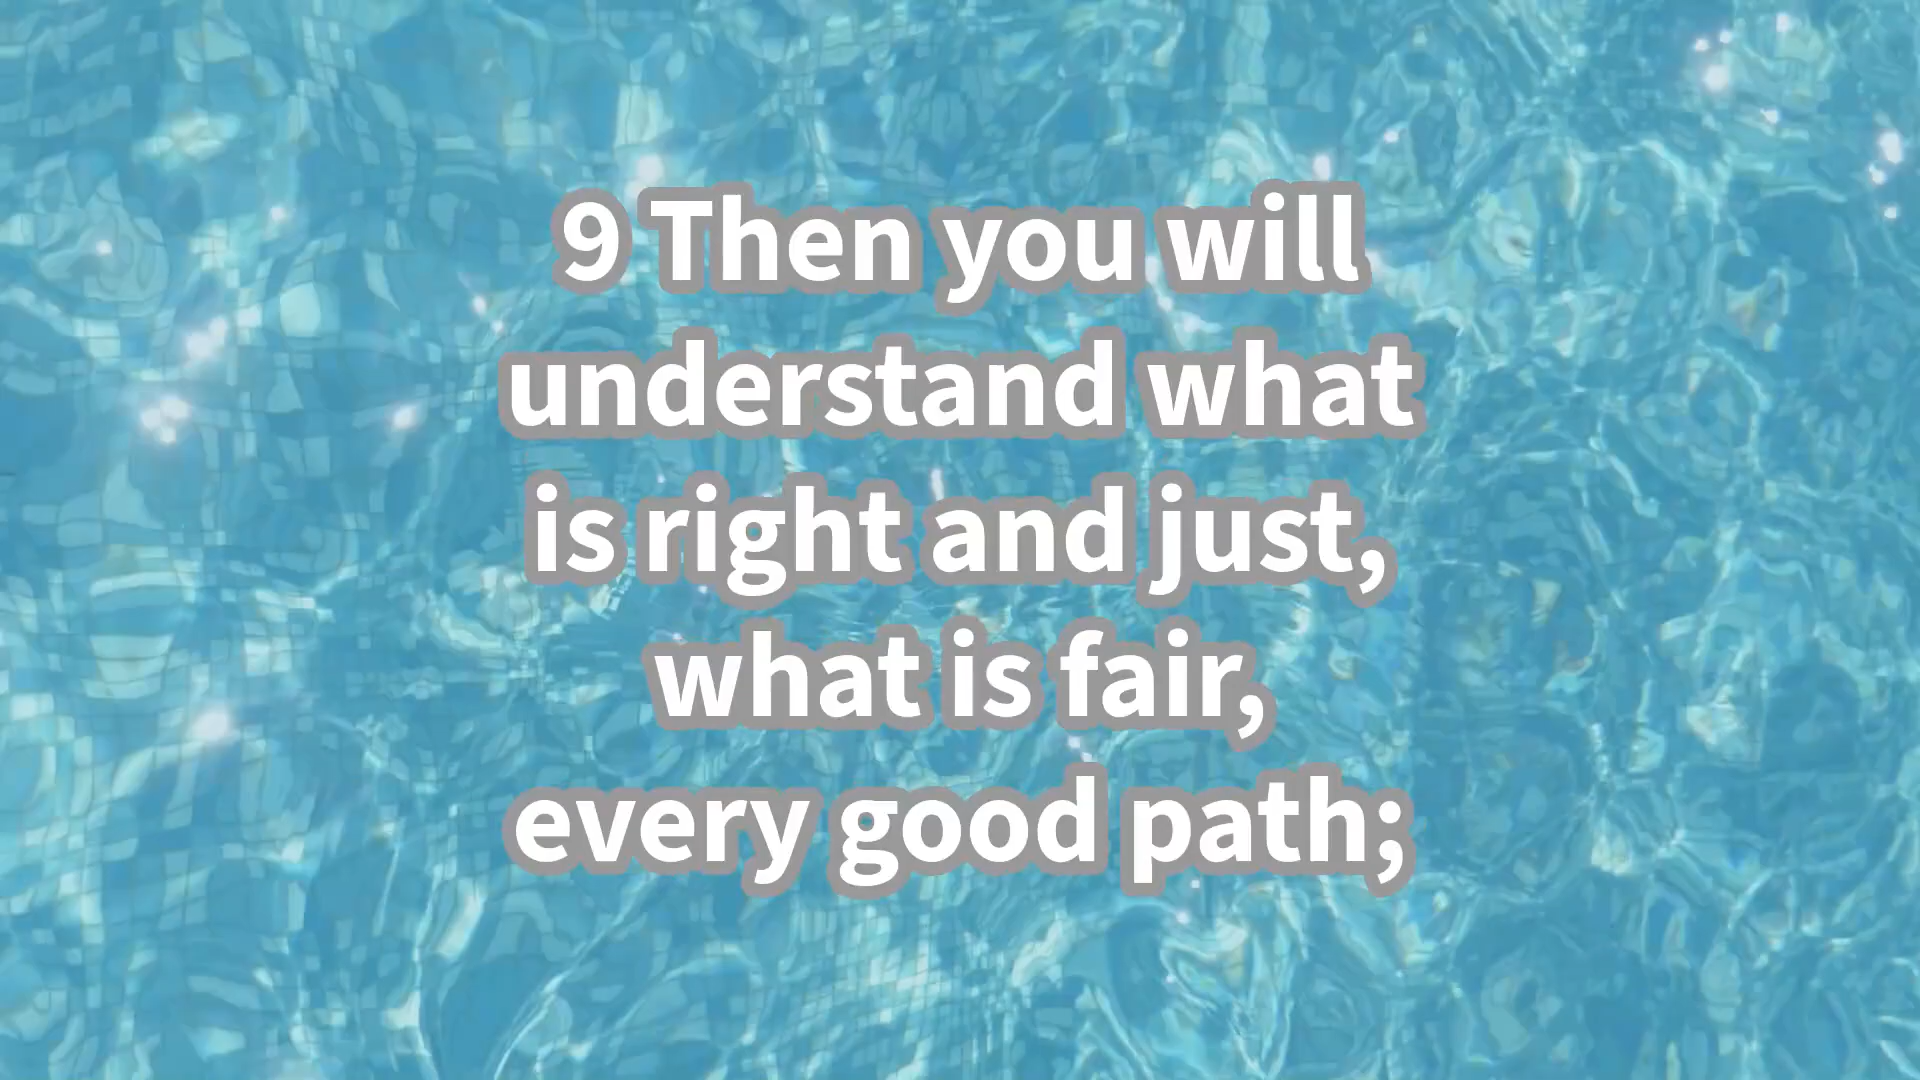 9 Then you will
understand what
is right and just,
what is fair,
every good path;